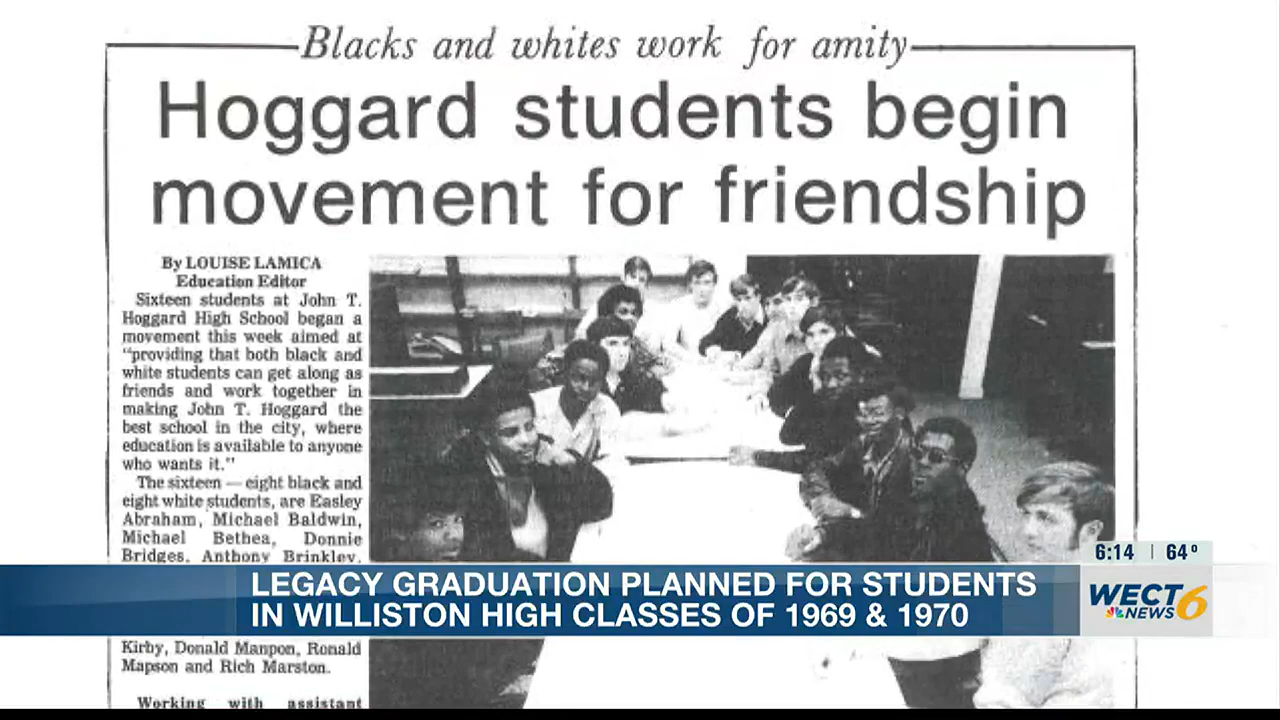 Blacks and whites work for amity
Hoggard students begin
movement for friendship
By LOUISE LAMICA
Education Editor
Sixteen students at John T.
Hoggard High School began a
movement this week aimed at
"providing that both black and
white students can get along as
friends and work together in
making John T. Hoggard the
best school in the city, where
education is available to anyone
who wants it."
The sixteen — eight black and
eight white students, are Easley
Abraham, Michael Baldwin,
Michael Bethea, Donnie
Bridges, Anthony Brinkley,
Kirby, Donald Manpon, Ronald
Mapson and Rich Marston.
Working with assistant
LEGACY GRADUATION PLANNED FOR STUDENTS
IN WILLISTON HIGH CLASSES OF 1969 & 1970
6:14 | 64°
WECT 6
NEWS